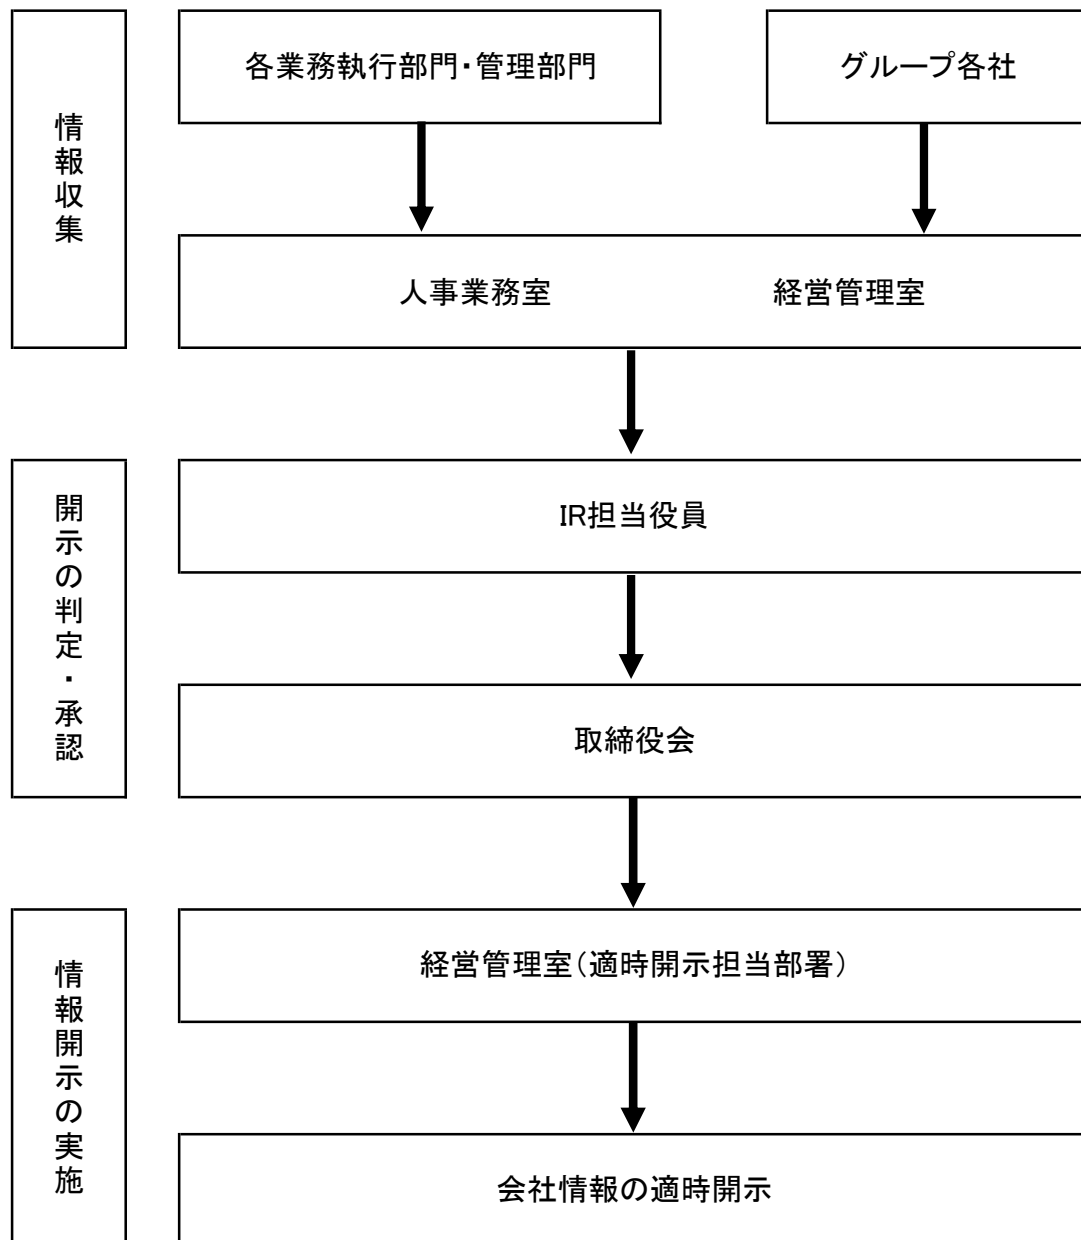 情報収集
各業務執行部門・管理部門
グループ各社
人事業務室
経営管理室
開示の判定・承認
IR担当役員
取締役会
情報開示の実施
経営管理室(適時開示担当部署)
会社情報の適時開示